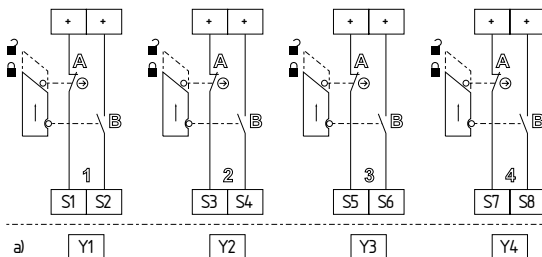 + + + + + + + +
A A A A
B B B B
1 2 3 4
S1 S2 S3 S4 S5 S6 S7 S8
a) Y1 Y2 Y3 Y4